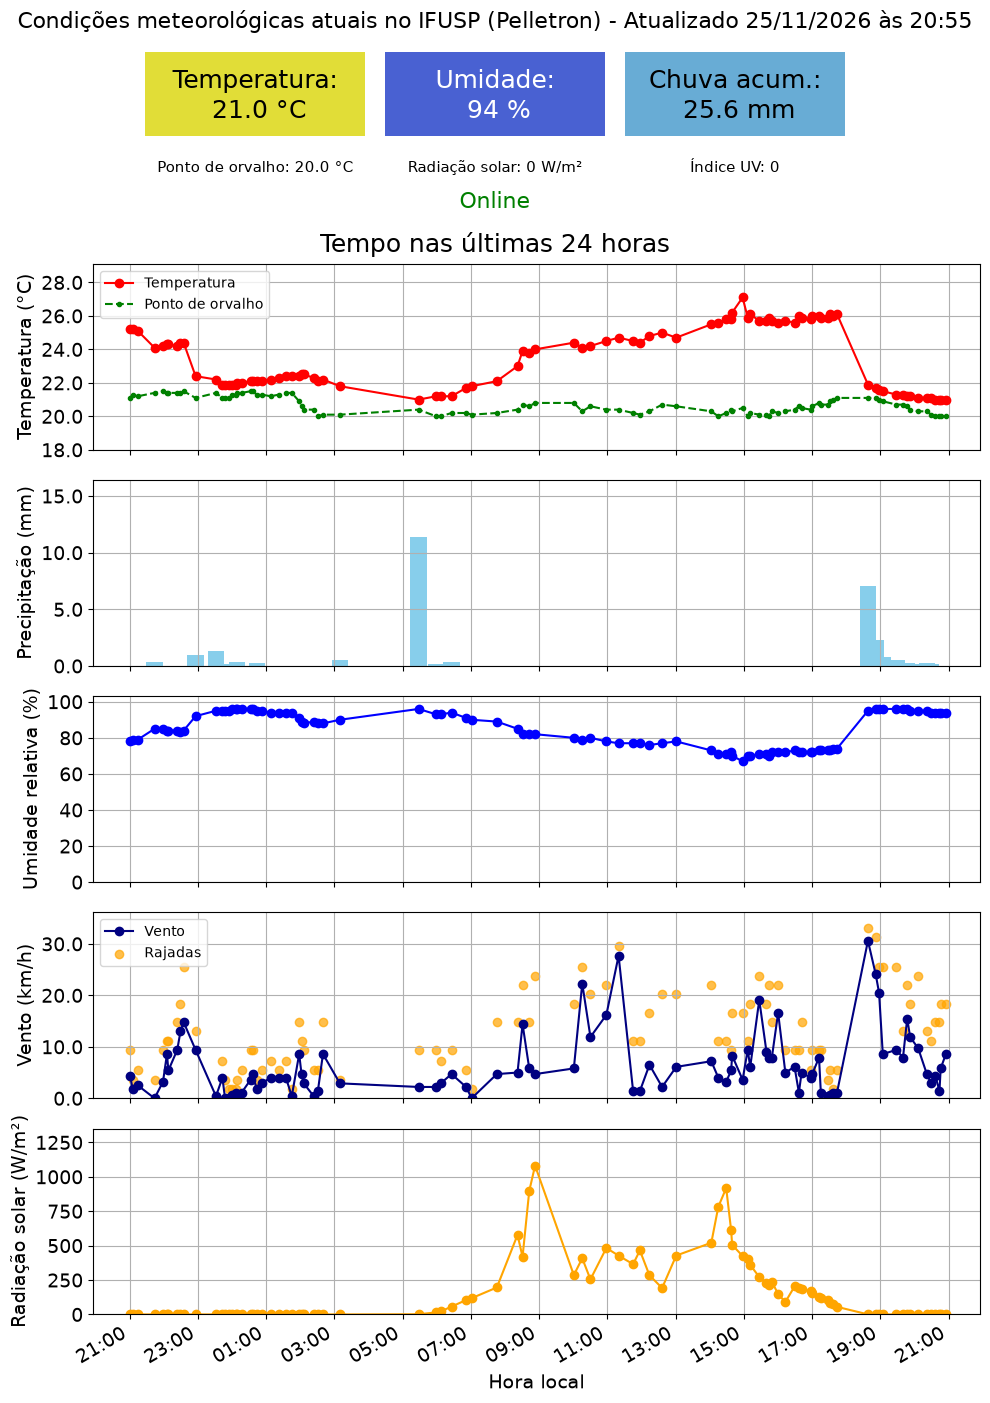 Condições meteorológicas atuais no IFUSP (Pelletron) - Atualizado 25/11/2026 às 20:55
Temperatura:
21.0 °C
Umidade:
94 %
Chuva acum.:
25.6 mm
Ponto de orvalho: 20.0 °C
Radiação solar: 0 W/m²
Índice UV: 0
Online
Tempo nas últimas 24 horas
Temperatura (°C)
28.0
26.0
24.0
22.0
20.0
18.0
Temperatura
Ponto de orvalho
Precipitação (mm)
15.0
10.0
5.0
0.0
Umidade relativa (%)
100
80
60
40
20
0
Vento (km/h)
30.0
20.0
10.0
0.0
Vento
Rajadas
Radiação solar (W/m²)
1250
1000
750
500
250
0
21:00
23:00
01:00
03:00
05:00
07:00
09:00
11:00
13:00
15:00
17:00
19:00
21:00
Hora local